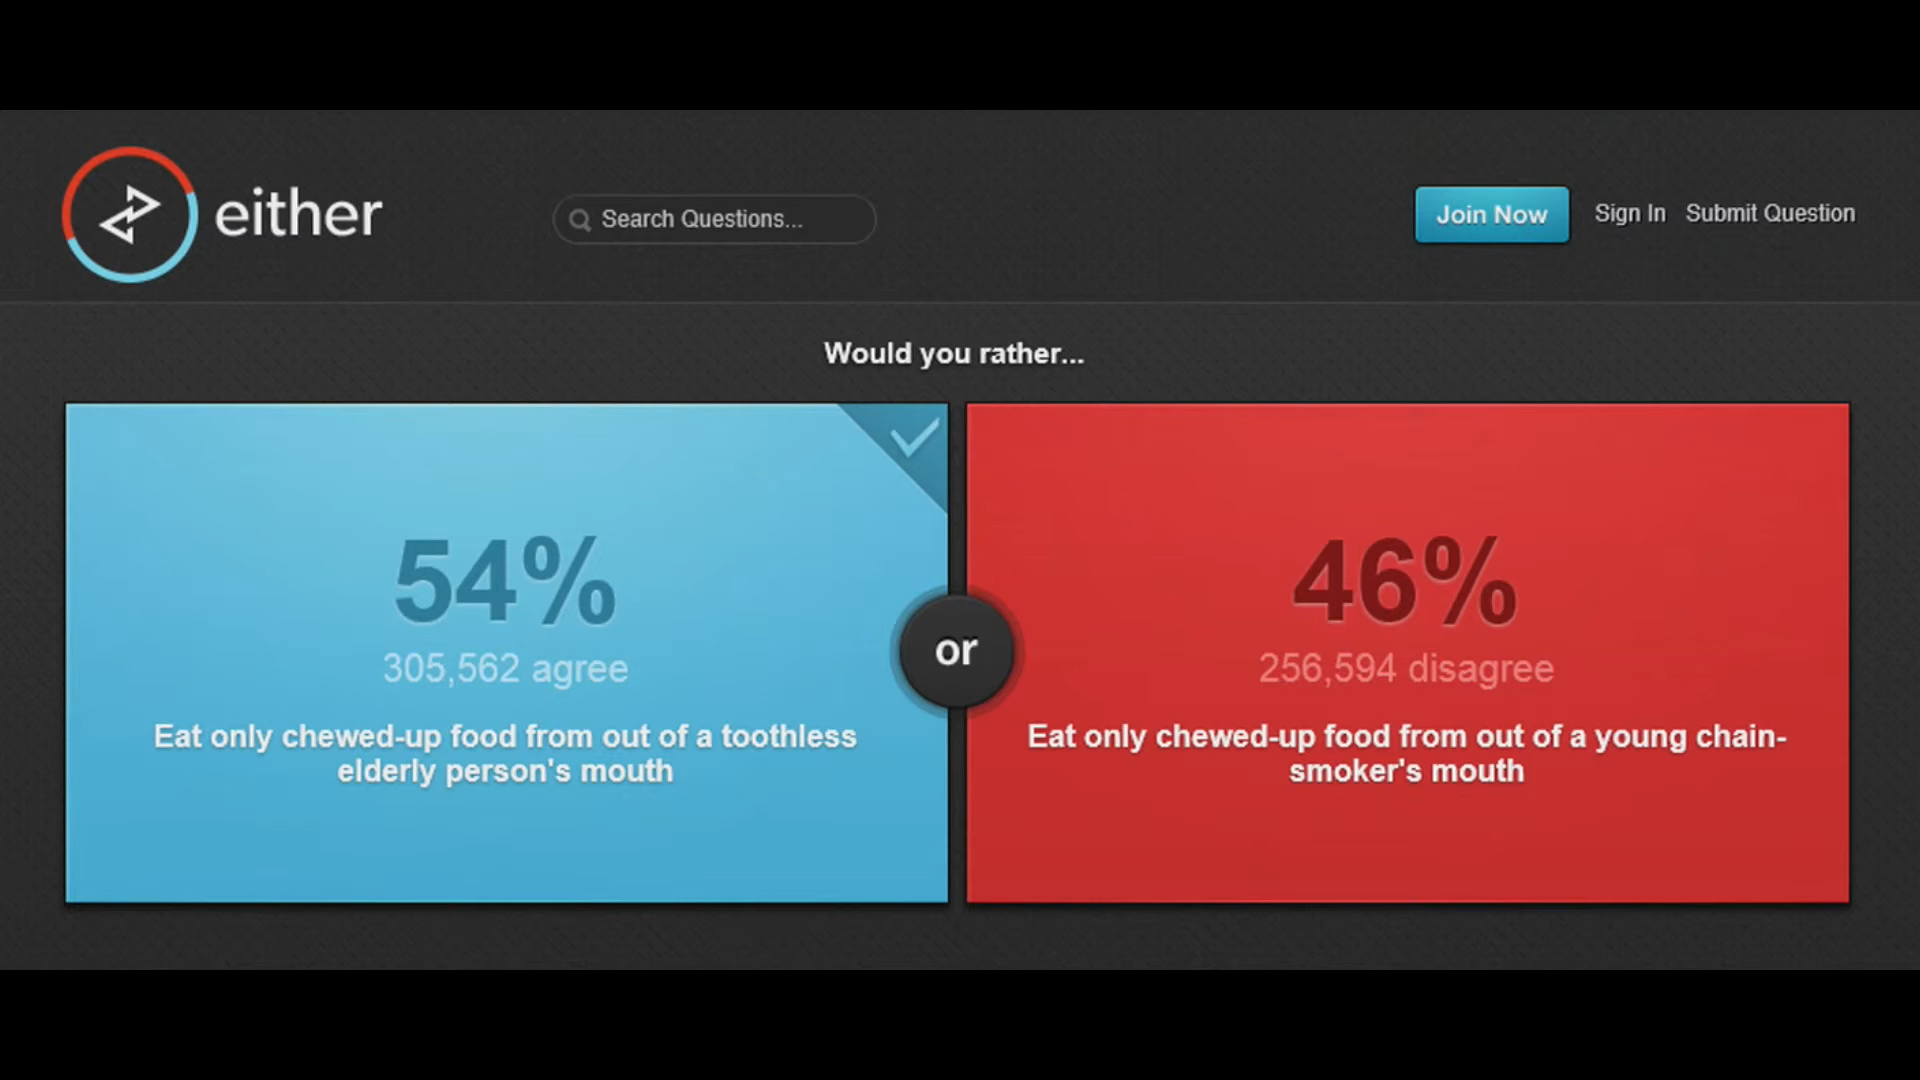 either
Search Questions...
Join Now
Sign In
Submit Question
Would you rather...
54%
305,562 agree
Eat only chewed-up food from out of a toothless
elderly person's mouth
or
46%
256,594 disagree
Eat only chewed-up food from out of a young chain-
smoker's mouth